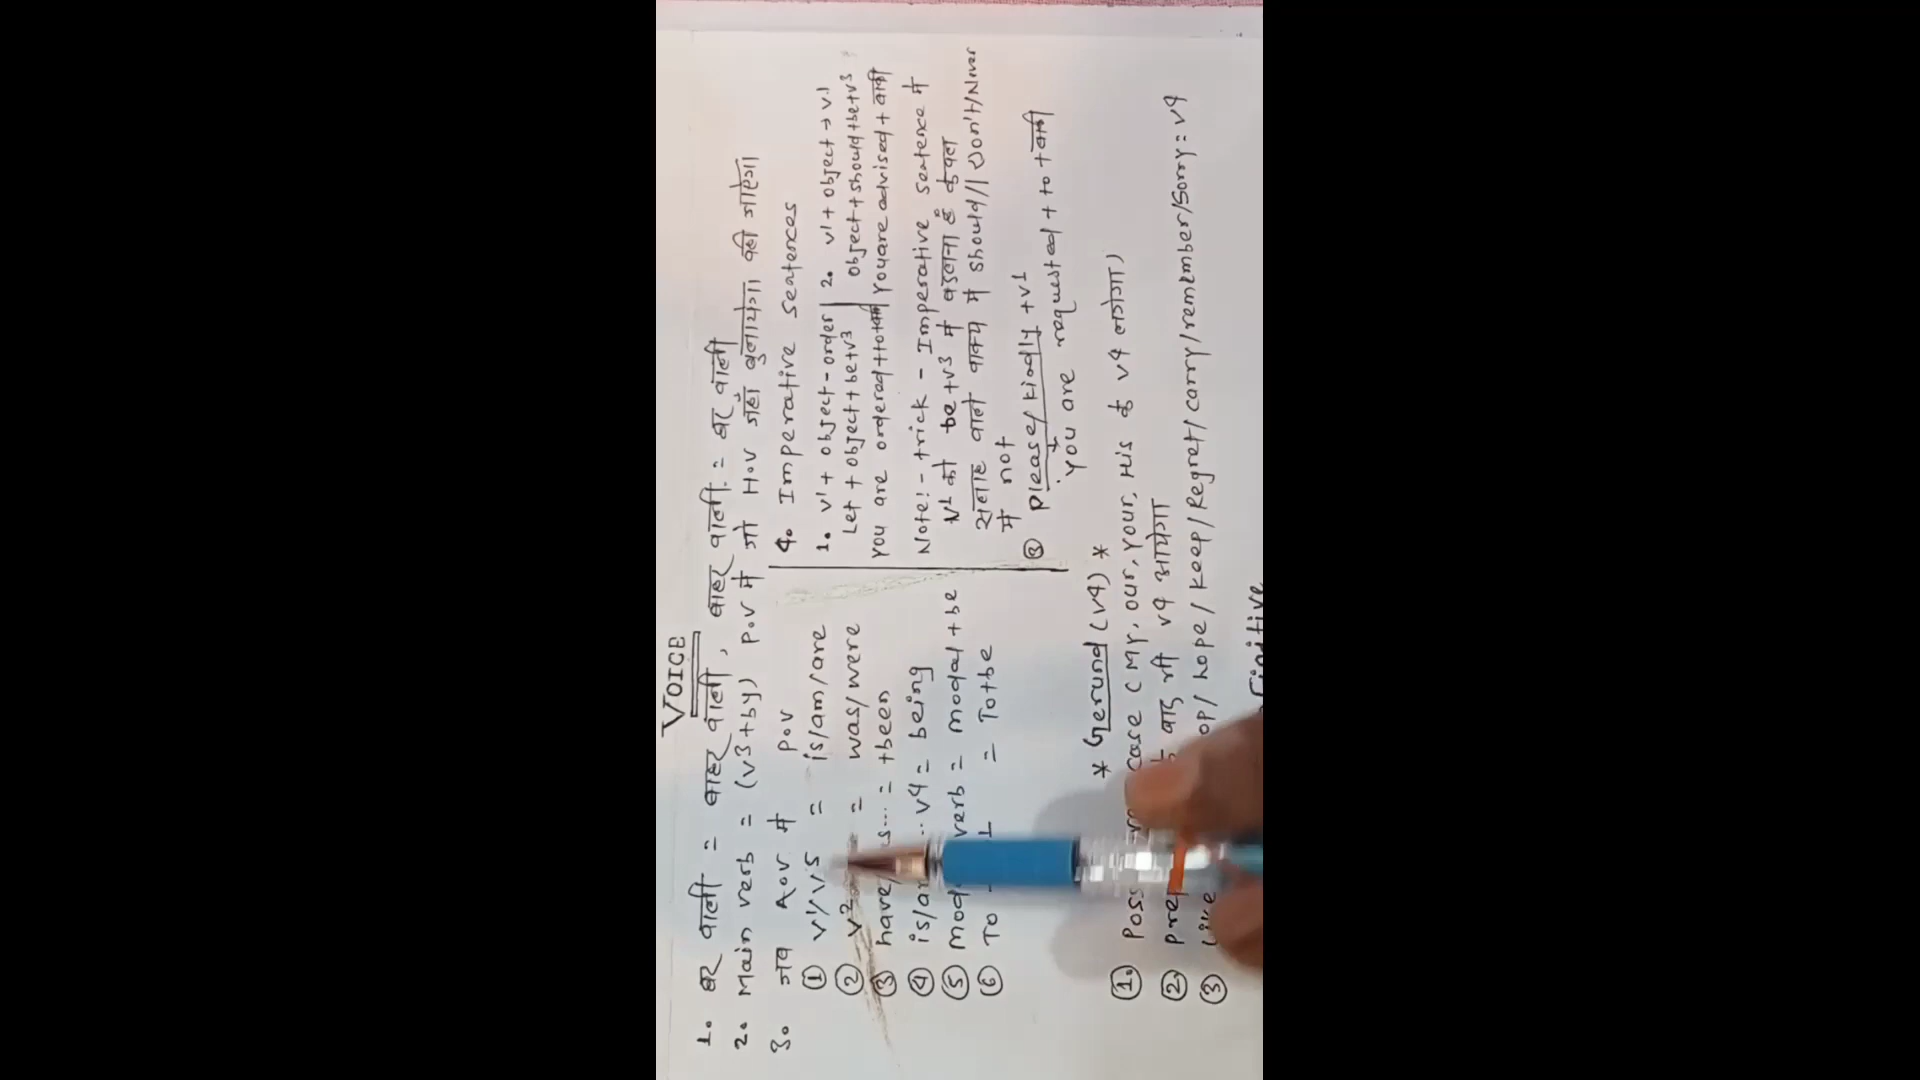 VOICE
1. घर वाली = बाहर वाली, बाहर वाली = घर वाली
2. Main verb = (v3+by) P.V में जो H.V जहाँ बुलायेगा वही जाऐगा
3. जब A.V में P.V
① v1/v5 = is/am/are
② v2 = was/were
③ have = +been
④ v4 = being
⑤ verb = modal+be
⑥ To = To+be
4. Imperative Sentences
1. v1 + object - order
Let + object + be+v3
You are ordered+to+बाकी
2. v1 + object → v1
object + should+be+v3
You are advised + बाकी
Note:- trick - Imperative sentence में
v1 को be+v3 में बदलना है केवल
सलाह वाले वाक्य में should // Don't/Never
में not
③ Please/Kindly + v1
You are requested + to + बाकी
* Gerund (v4) *
①. case (My, our, your, His के v4 लगेगा)
② बाद भी v4 आयेगा
③ hope / keep / Regret / carry / remember / Sorry = v4